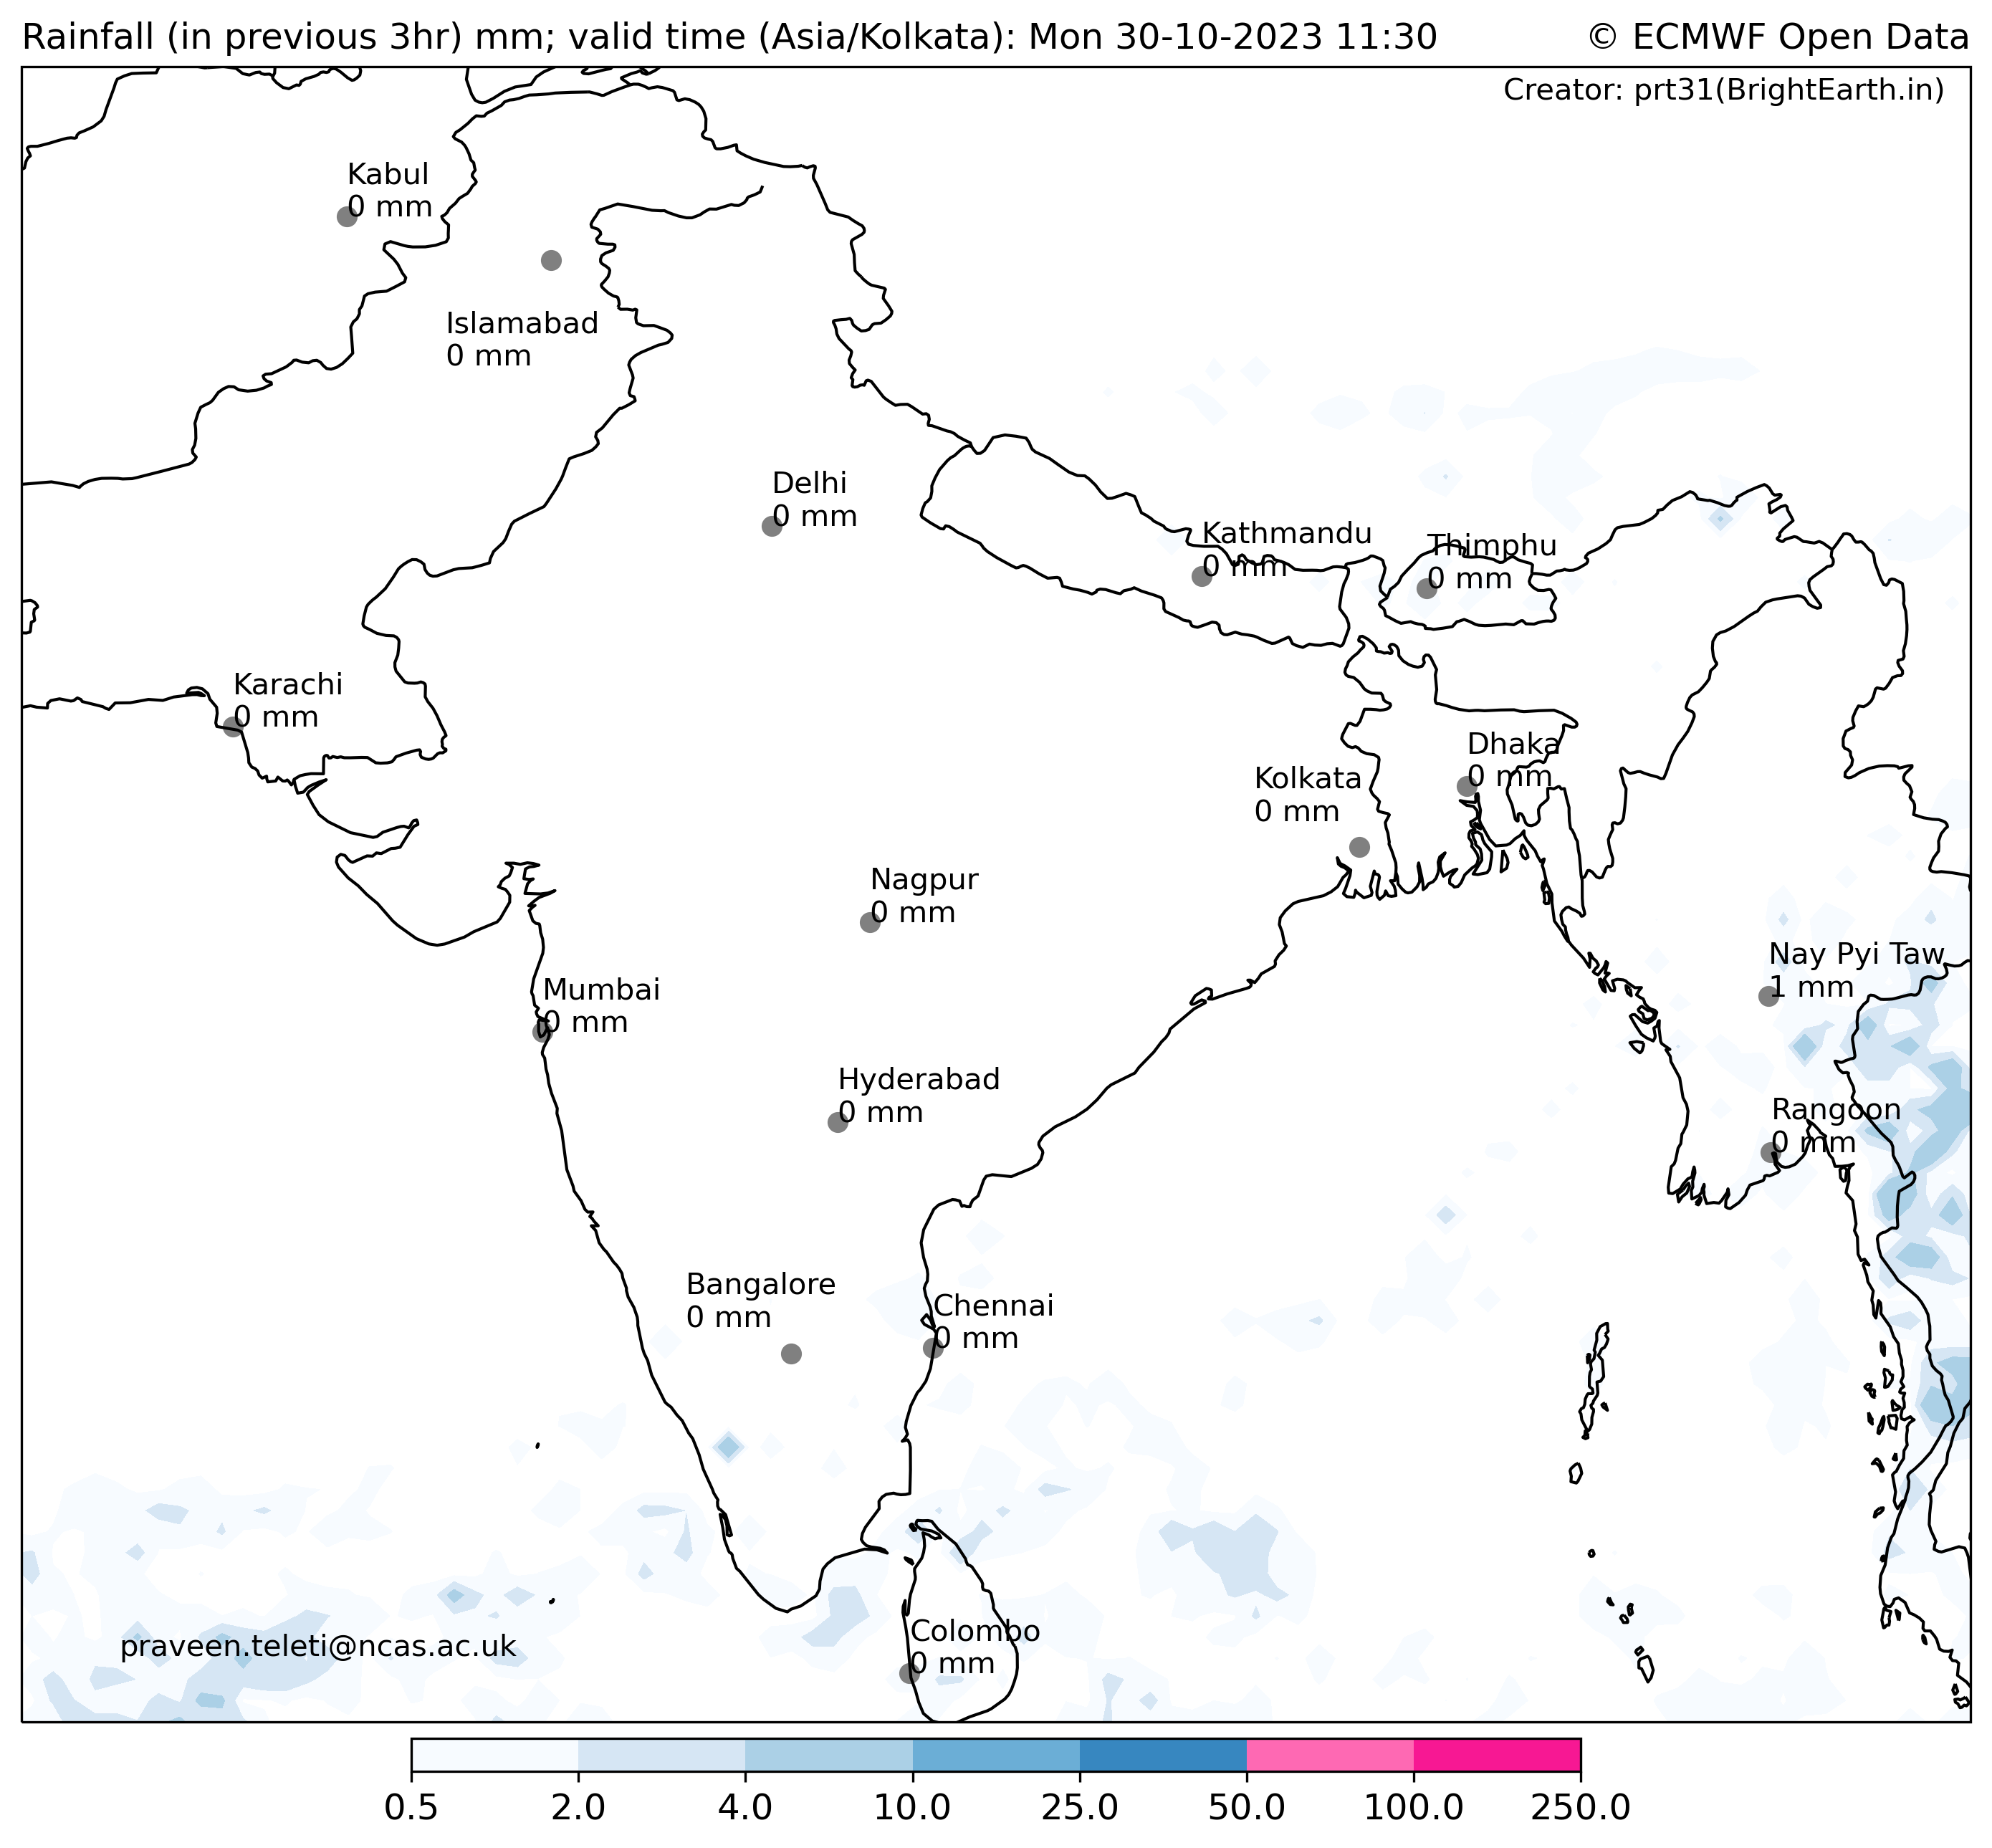 Rainfall (in previous 3hr) mm; valid time (Asia/Kolkata): Mon 30-10-2023 11:30
© ECMWF Open Data
Creator: prt31(BrightEarth.in)
Kabul
0 mm
Islamabad
0 mm
Delhi
0 mm
Kathmandu
0 mm
Thimphu
0 mm
Karachi
0 mm
Dhaka
0 mm
Kolkata
0 mm
Nagpur
0 mm
Nay Pyi Taw
1 mm
Mumbai
0 mm
Hyderabad
0 mm
Rangoon
0 mm
Bangalore
0 mm
Chennai
0 mm
Colombo
0 mm
praveen.teleti@ncas.ac.uk
0.5 2.0 4.0 10.0 25.0 50.0 100.0 250.0